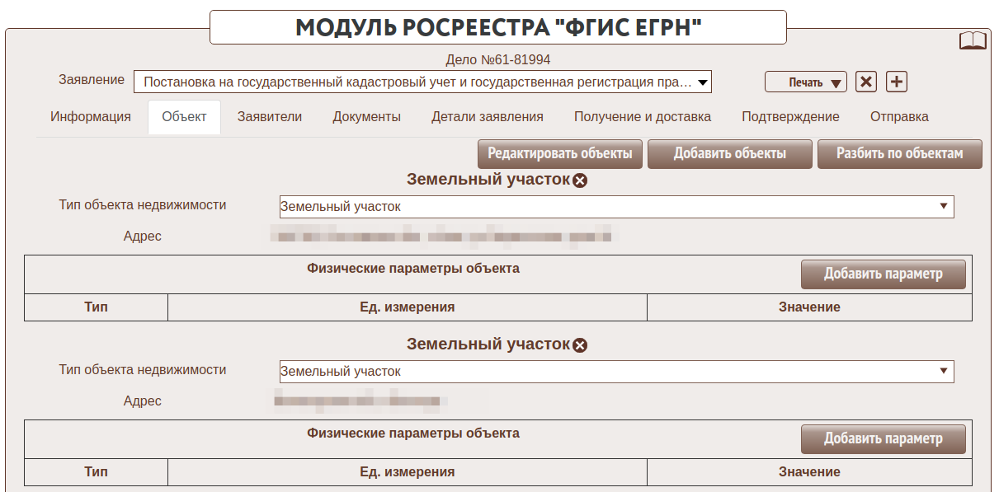 МОДУЛЬ РОСРЕЕСТРА "ФГИС ЕГРН"
Дело №61-81994
Заявление Постановка на государственный кадастровый учет и государственная регистрация пра… Печать
Информация Объект Заявители Документы Детали заявления Получение и доставка Подтверждение Отправка
Редактировать объекты Добавить объекты Разбить по объектам
Земельный участок
Тип объекта недвижимости Земельный участок
Адрес
Физические параметры объекта Добавить параметр
Тип Ед. измерения Значение
Земельный участок
Тип объекта недвижимости Земельный участок
Адрес
Физические параметры объекта Добавить параметр
Тип Ед. измерения Значение